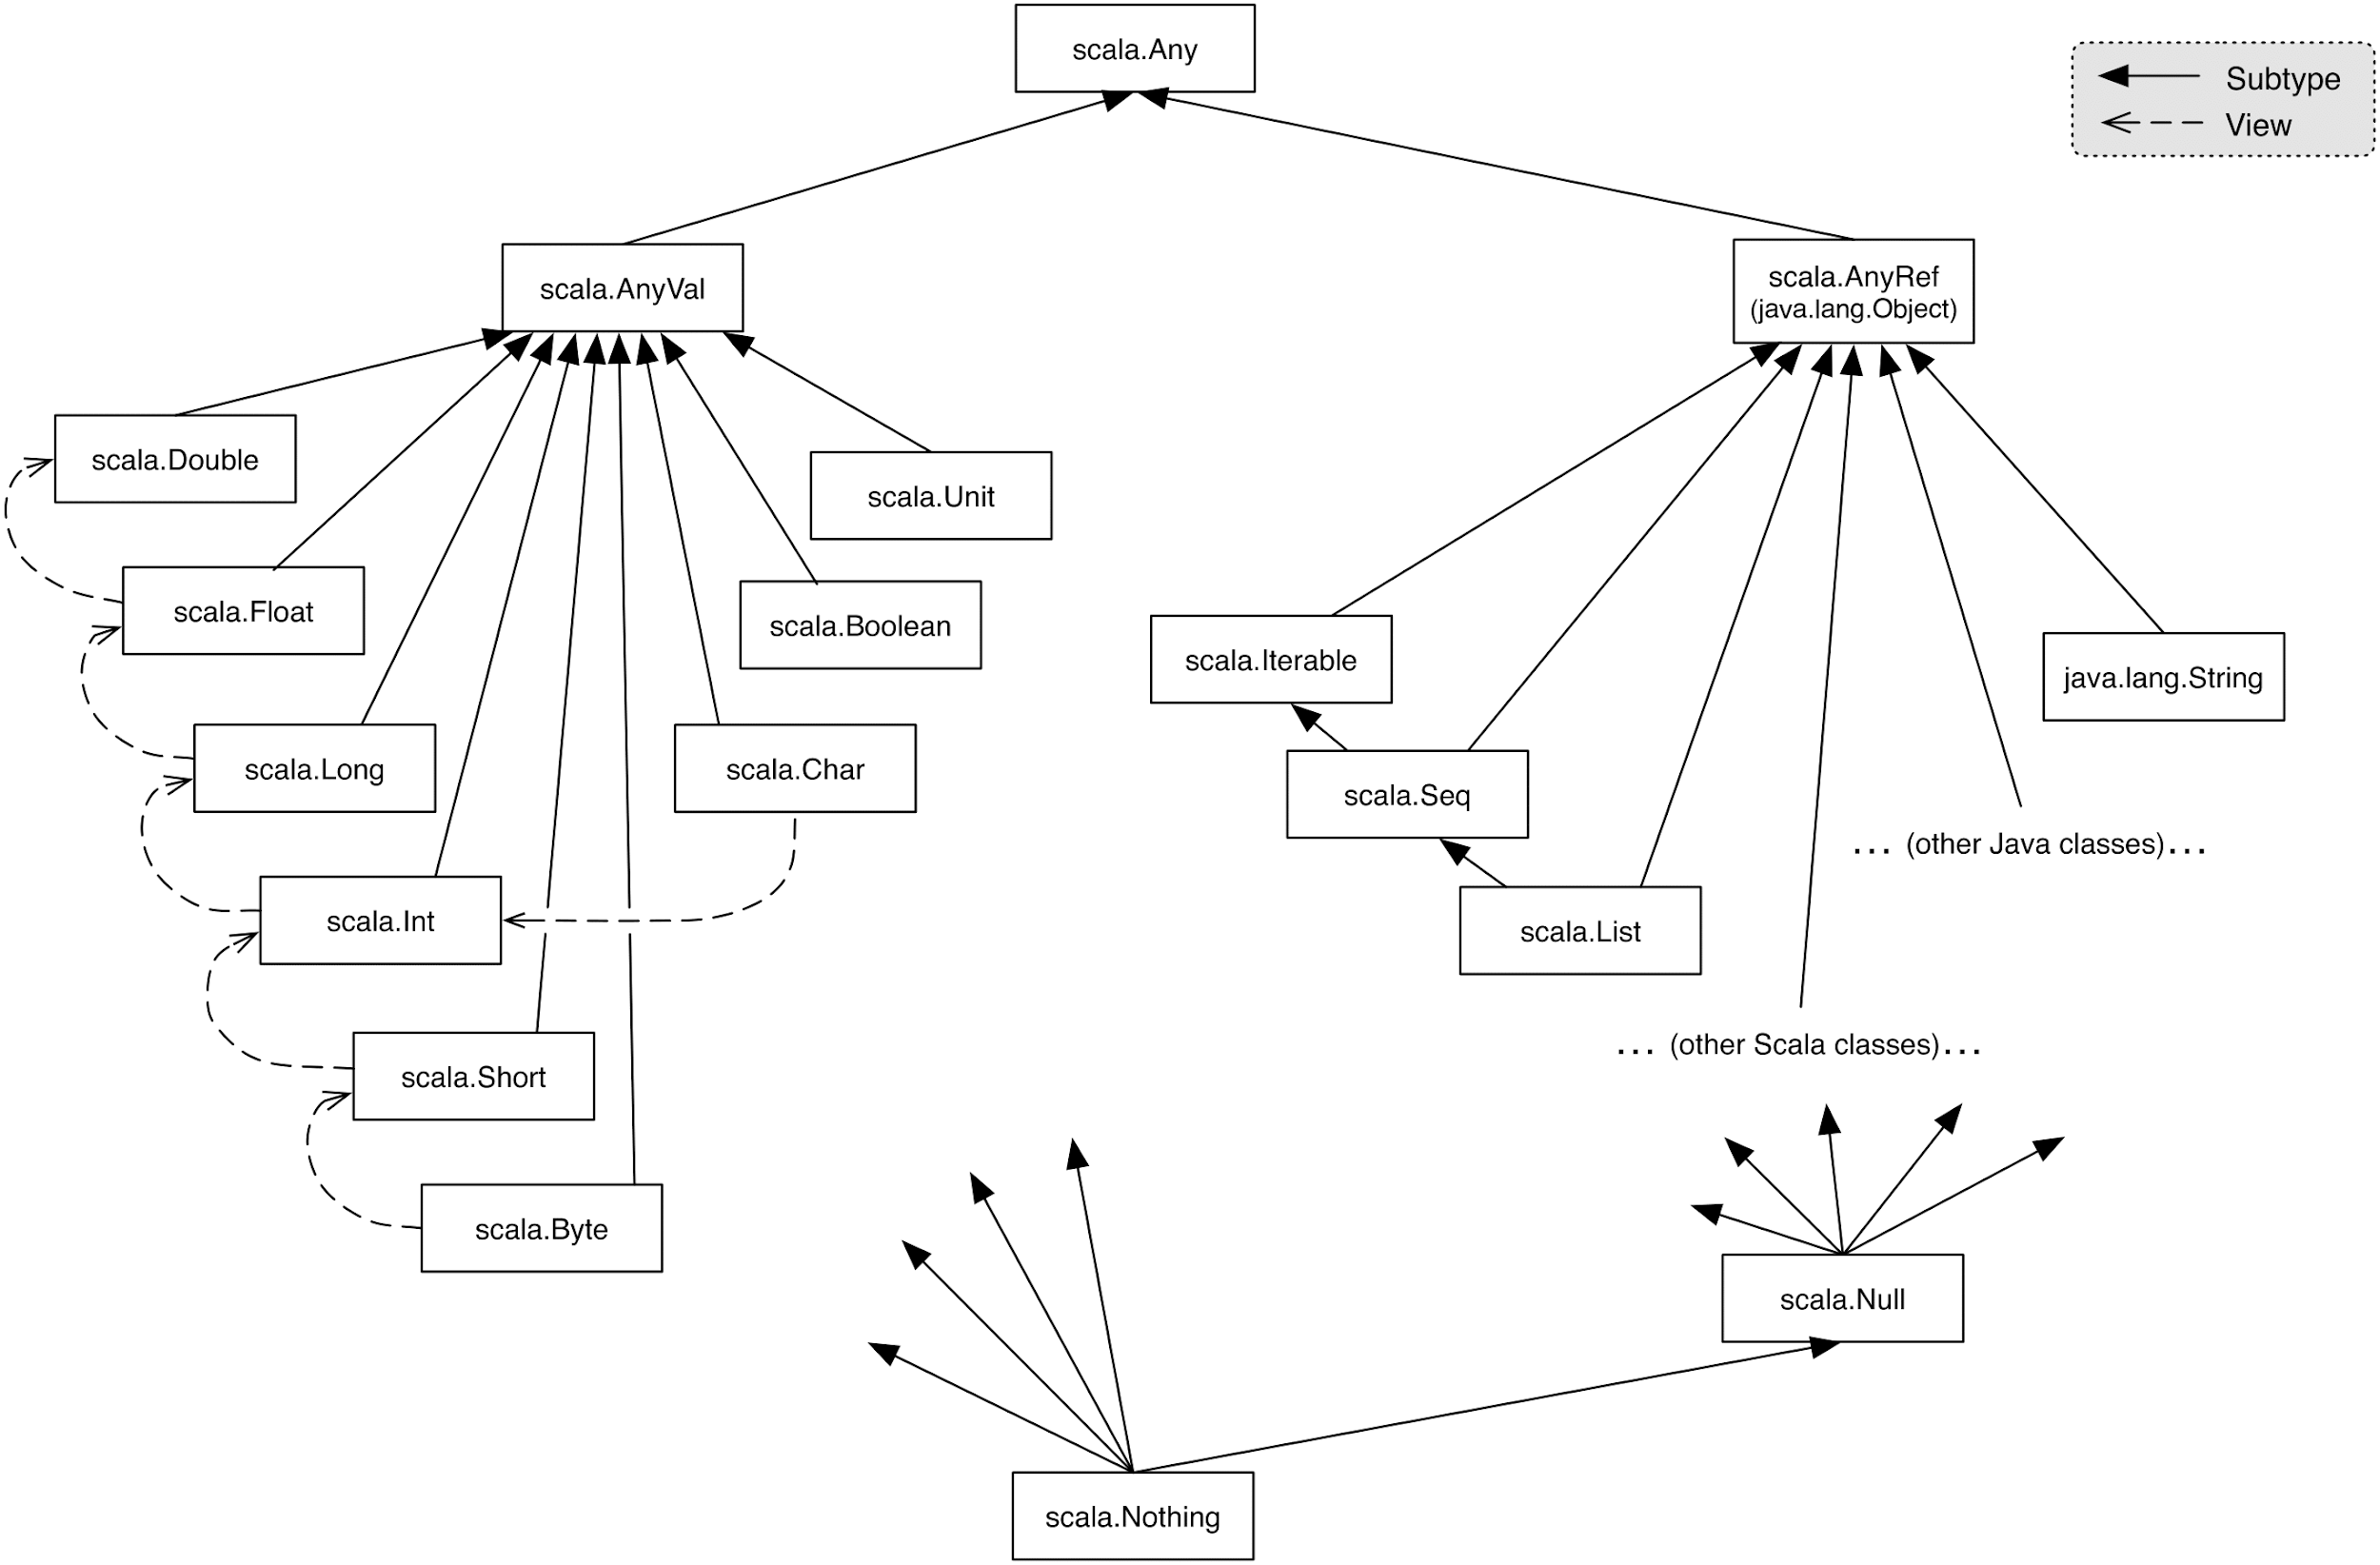 scala.Any
Subtype
View
scala.AnyVal
scala.AnyRef
(java.lang.Object)
scala.Double
scala.Unit
scala.Float
scala.Boolean
scala.Iterable
java.lang.String
scala.Long
scala.Char
scala.Seq
... (other Java classes)...
scala.Int
scala.List
... (other Scala classes)...
scala.Short
scala.Byte
scala.Null
scala.Nothing